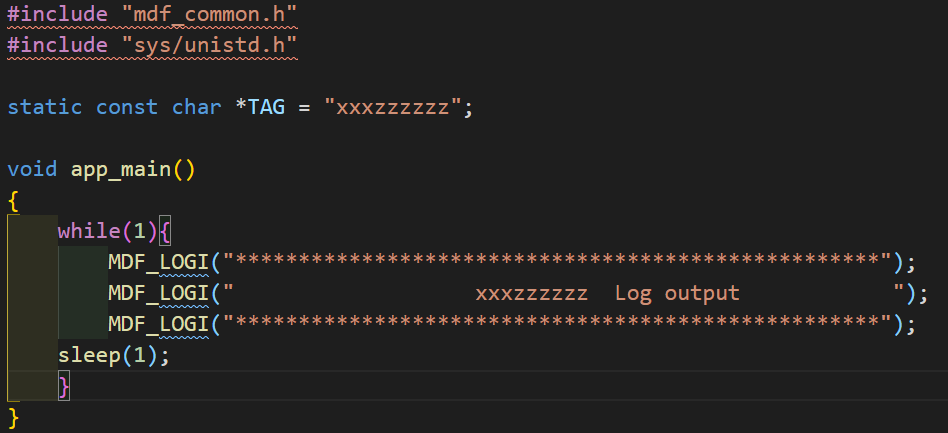 #include "mdf_common.h"
#include "sys/unistd.h"

static const char *TAG = "xxxzzzzzz";

void app_main()
{
    while(1){
        MDF_LOGI("***************************************************");
        MDF_LOGI("                   xxxzzzzzz  Log output            ");
        MDF_LOGI("***************************************************");
    sleep(1);
    }
}